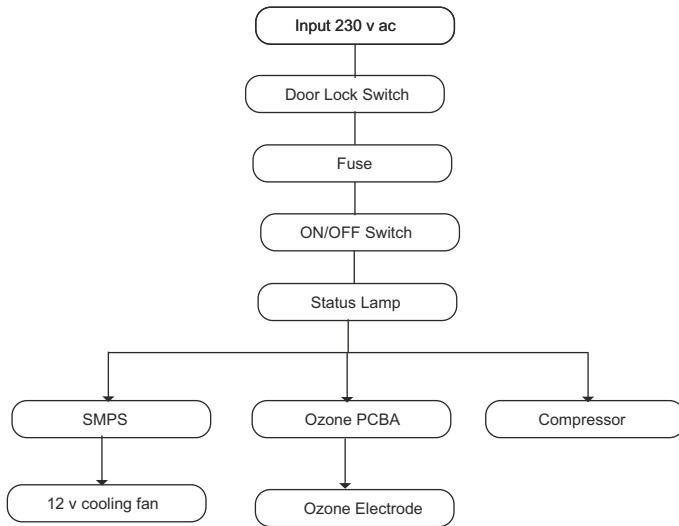 Input 230 v ac
Door Lock Switch
Fuse
ON/OFF Switch
Status Lamp
SMPS
Ozone PCBA
Compressor
12 v cooling fan
Ozone Electrode